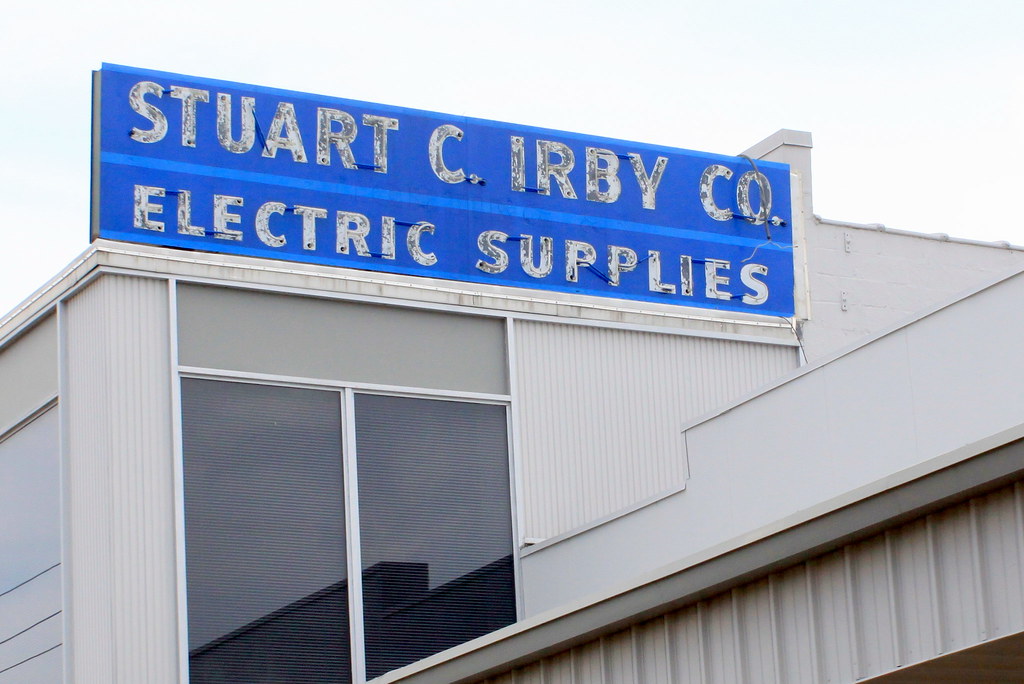 STUART C. IRBY CO.
ELECTRIC SUPPLIES